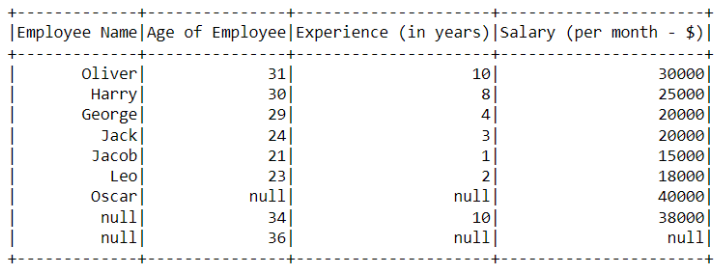 +-------------+---------------+---------------------+----------------------+
|Employee Name|Age of Employee|Experience (in years)|Salary (per month - $)|
+-------------+---------------+---------------------+----------------------+
|       Oliver|             31|                   10|                 30000|
|        Harry|             30|                    8|                 25000|
|       George|             29|                    4|                 20000|
|         Jack|             24|                    3|                 20000|
|        Jacob|             21|                    1|                 15000|
|          Leo|             23|                    2|                 18000|
|        Oscar|           null|                 null|                 40000|
|         null|             34|                   10|                 38000|
|         null|             36|                 null|                  null|
+-------------+---------------+---------------------+----------------------+